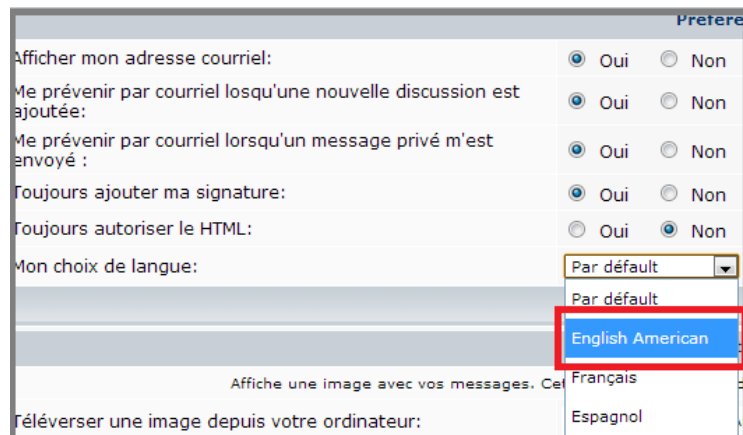 Préfére
Afficher mon adresse courriel: Oui Non
Me prévenir par courriel losqu'une nouvelle discussion est
ajoutée: Oui Non
Me prévenir par courriel lorsqu'un message privé m'est
envoyé : Oui Non
Toujours ajouter ma signature: Oui Non
Toujours autoriser le HTML: Oui Non
Mon choix de langue: Par défault
Par défault
English American
Affiche une image avec vos messages. Ce
Français
Téléverser une image depuis votre ordinateur:
Espagnol